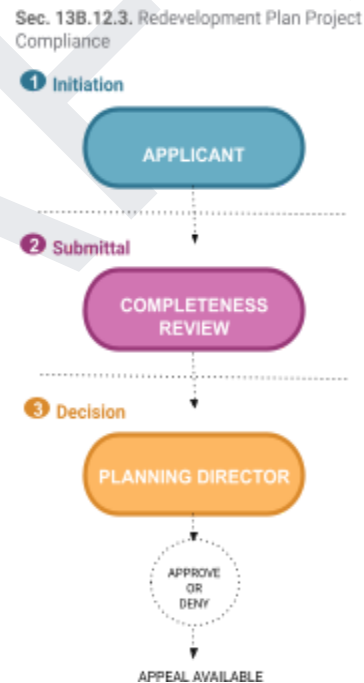 Sec. 13B.12.3. Redevelopment Plan Project
Compliance
1 Initiation
APPLICANT
2 Submittal
COMPLETENESS
REVIEW
3 Decision
PLANNING DIRECTOR
APPROVE
OR
DENY
APPEAL AVAILABLE